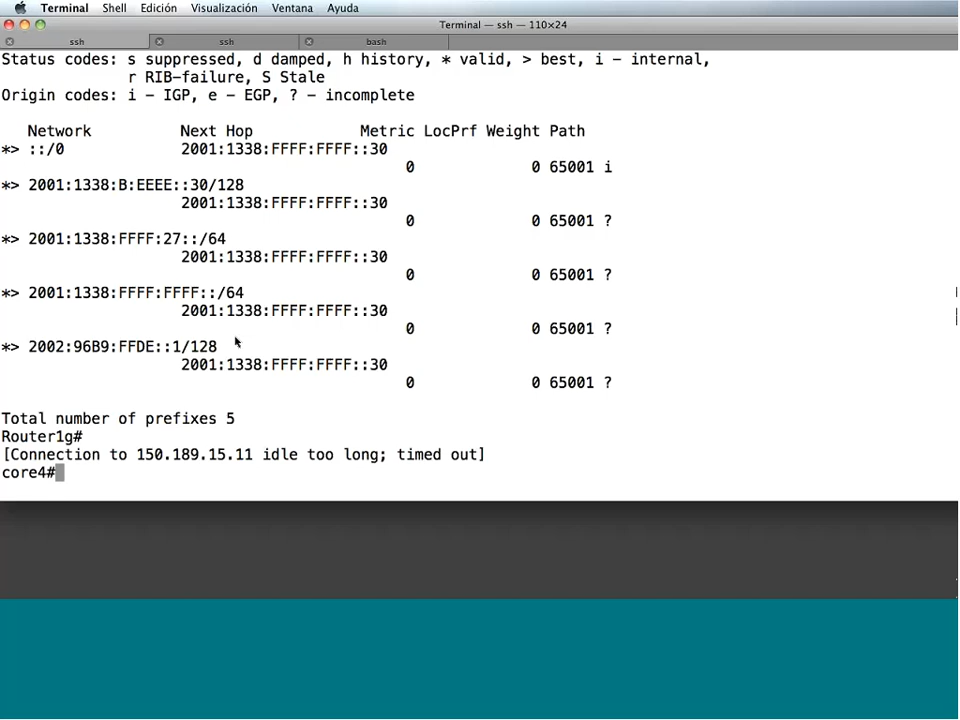 Terminal Shell Edición Visualización Ventana Ayuda
Terminal — ssh — 110×24
ssh ssh bash
Status codes: s suppressed, d damped, h history, * valid, > best, i - internal,
r RIB-failure, S Stale
Origin codes: i - IGP, e - EGP, ? - incomplete
Network Next Hop Metric LocPrf Weight Path
*> ::/0 2001:1338:FFFF:FFFF::30
0 0 65001 i
*> 2001:1338:B:EEEE::30/128
2001:1338:FFFF:FFFF::30
0 0 65001 ?
*> 2001:1338:FFFF:27::/64
2001:1338:FFFF:FFFF::30
0 0 65001 ?
*> 2001:1338:FFFF:FFFF::/64
2001:1338:FFFF:FFFF::30
0 0 65001 ?
*> 2002:96B9:FFDE::1/128
2001:1338:FFFF:FFFF::30
0 0 65001 ?
Total number of prefixes 5
Router1g#
[Connection to 150.189.15.11 idle too long; timed out]
core4#